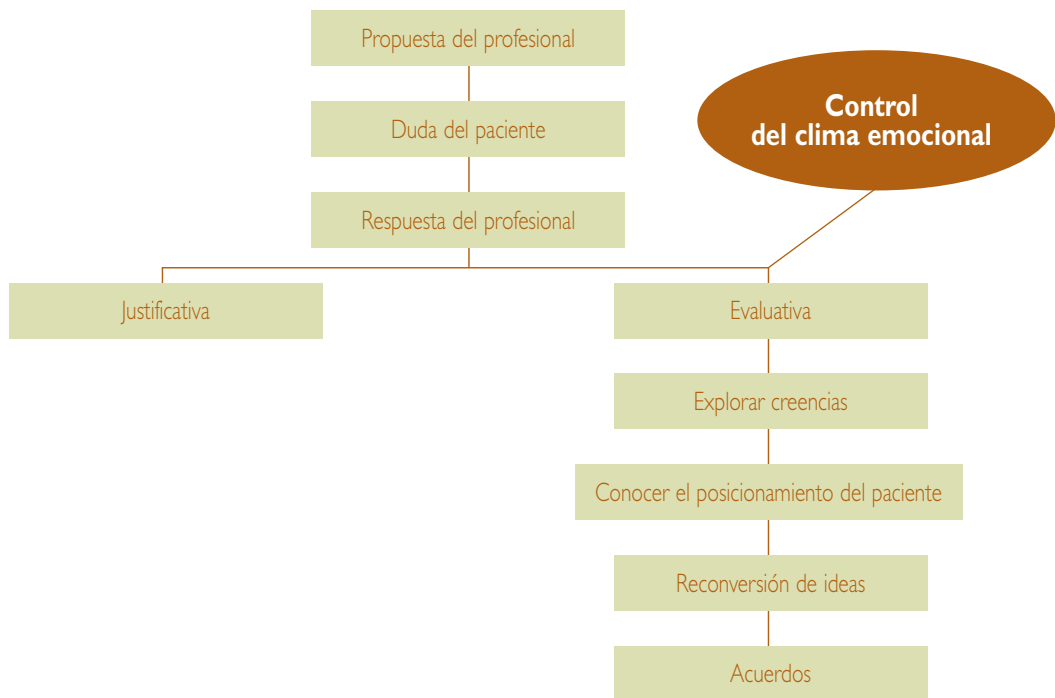 Propuesta del profesional
Control
del clima emocional
Duda del paciente
Respuesta del profesional
Justificativa
Evaluativa
Explorar creencias
Conocer el posicionamiento del paciente
Reconversión de ideas
Acuerdos